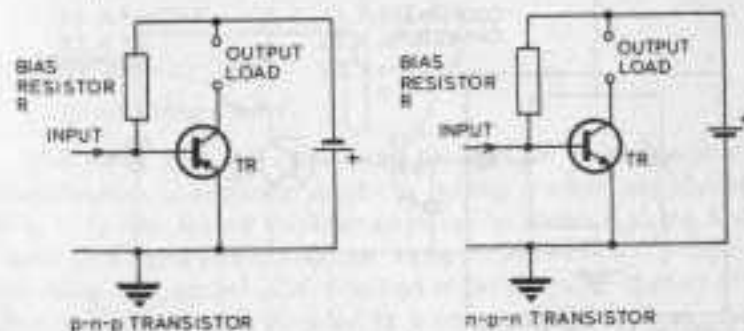 BIAS
RESISTOR
R
OUTPUT
LOAD
INPUT
TR
+
p-n-p TRANSISTOR
BIAS
RESISTOR
R
OUTPUT
LOAD
INPUT
TR
+
n-p-n TRANSISTOR